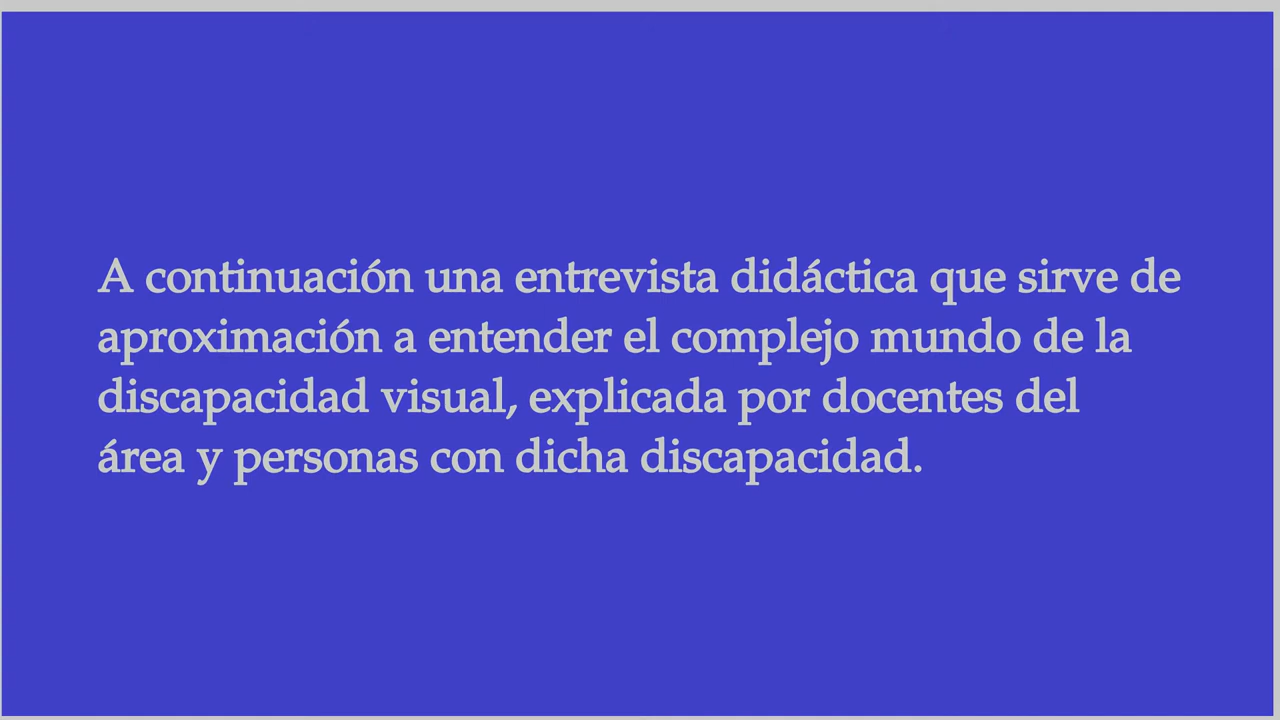 A continuación una entrevista didáctica que sirve de
aproximación a entender el complejo mundo de la
discapacidad visual, explicada por docentes del
área y personas con dicha discapacidad.